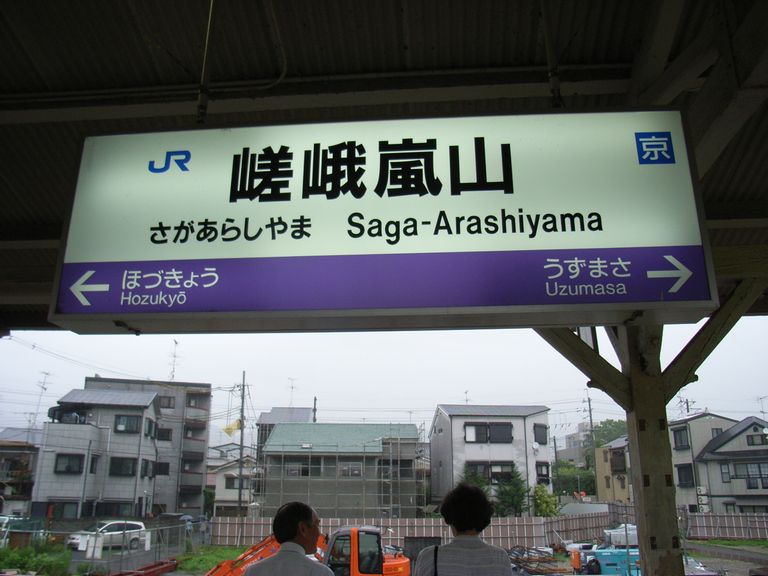 JR 嵯峨嵐山 京
さがあらしやま Saga-Arashiyama
← ほづきょう うずまさ →
Hozukyō Uzumasa